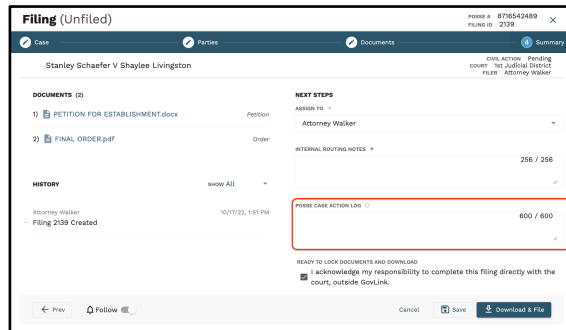 Filing (Unfiled)
POSSE # 8716542489
FILING ID 2139
Case
Parties
Documents
4 Summary
Stanley Schaefer V Shaylee Livingston
CIVIL ACTION Pending
COURT 1st Judicial District
FILER Attorney Walker
DOCUMENTS (2)
1) PETITION FOR ESTABLISHMENT.docx Petition
2) FINAL ORDER.pdf Order
HISTORY SHOW All
Attorney Walker 10/17/22, 1:51 PM
— Filing 2139 Created
NEXT STEPS
ASSIGN TO
Attorney Walker
INTERNAL ROUTING NOTES
256 / 256
POSSE CASE ACTION LOG
600 / 600
READY TO LOCK DOCUMENTS AND DOWNLOAD
I acknowledge my responsibility to complete this filing directly with the
court, outside GovLink.
← Prev
Follow
Cancel
Save
Download & File